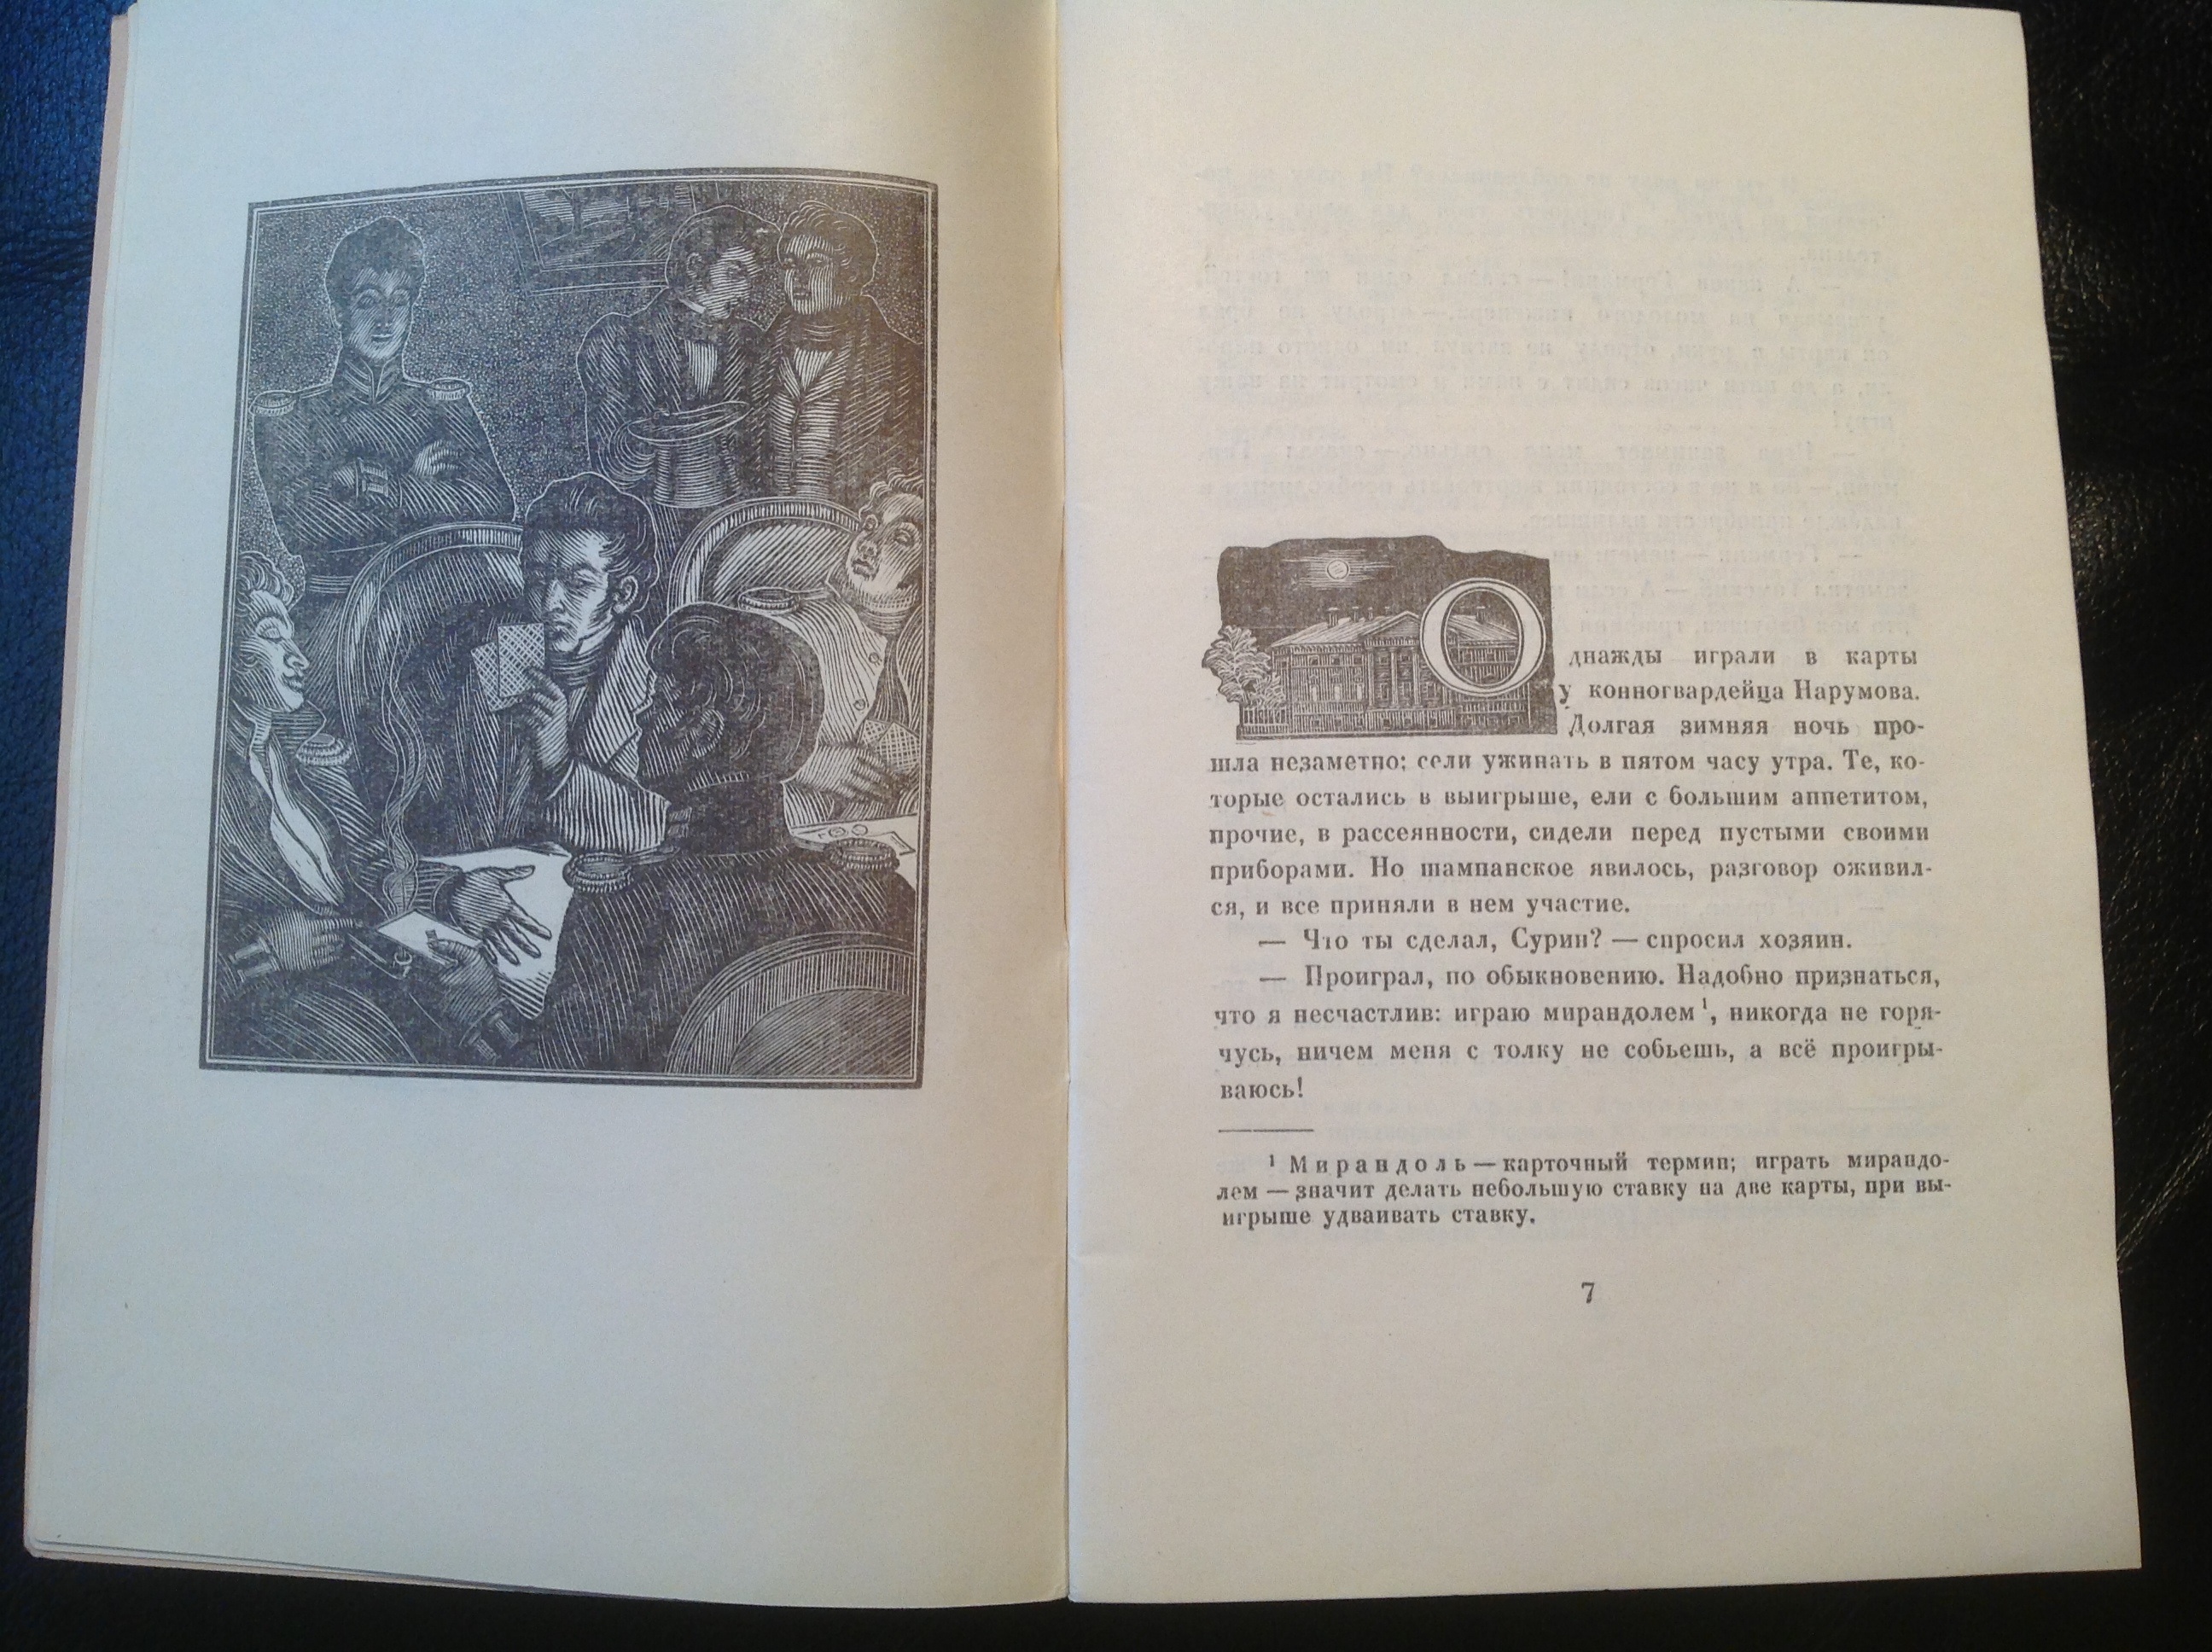 Однажды играли в карты
у конногвардейца Нарумова.
Долгая зимняя ночь про-
шла незаметно; сели ужинать в пятом часу утра. Те, ко-
торые остались в выигрыше, ели с большим аппетитом,
прочие, в рассеянности, сидели перед пустыми своими
приборами. Но шампанское явилось, разговор оживил-
ся, и все приняли в нем участие.
— Что ты сделал, Сурин? — спросил хозяин.
— Проиграл, по обыкновению. Надобно признаться,
что я несчастлив: играю мирандолем ¹, никогда не горя-
чусь, ничем меня с толку не собьешь, а всё проигры-
ваюсь!
¹ Мирандоль — карточный термин; играть мирандо-
лем — значит делать небольшую ставку на две карты, при вы-
игрыше удваивать ставку.
7